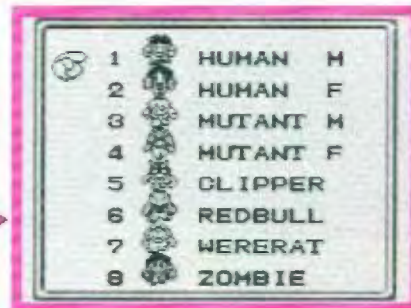 1 HUMAN M
2 HUMAN F
3 MUTANT M
4 MUTANT F
5 CLIPPER
6 REDBULL
7 WERERAT
8 ZOMBIE